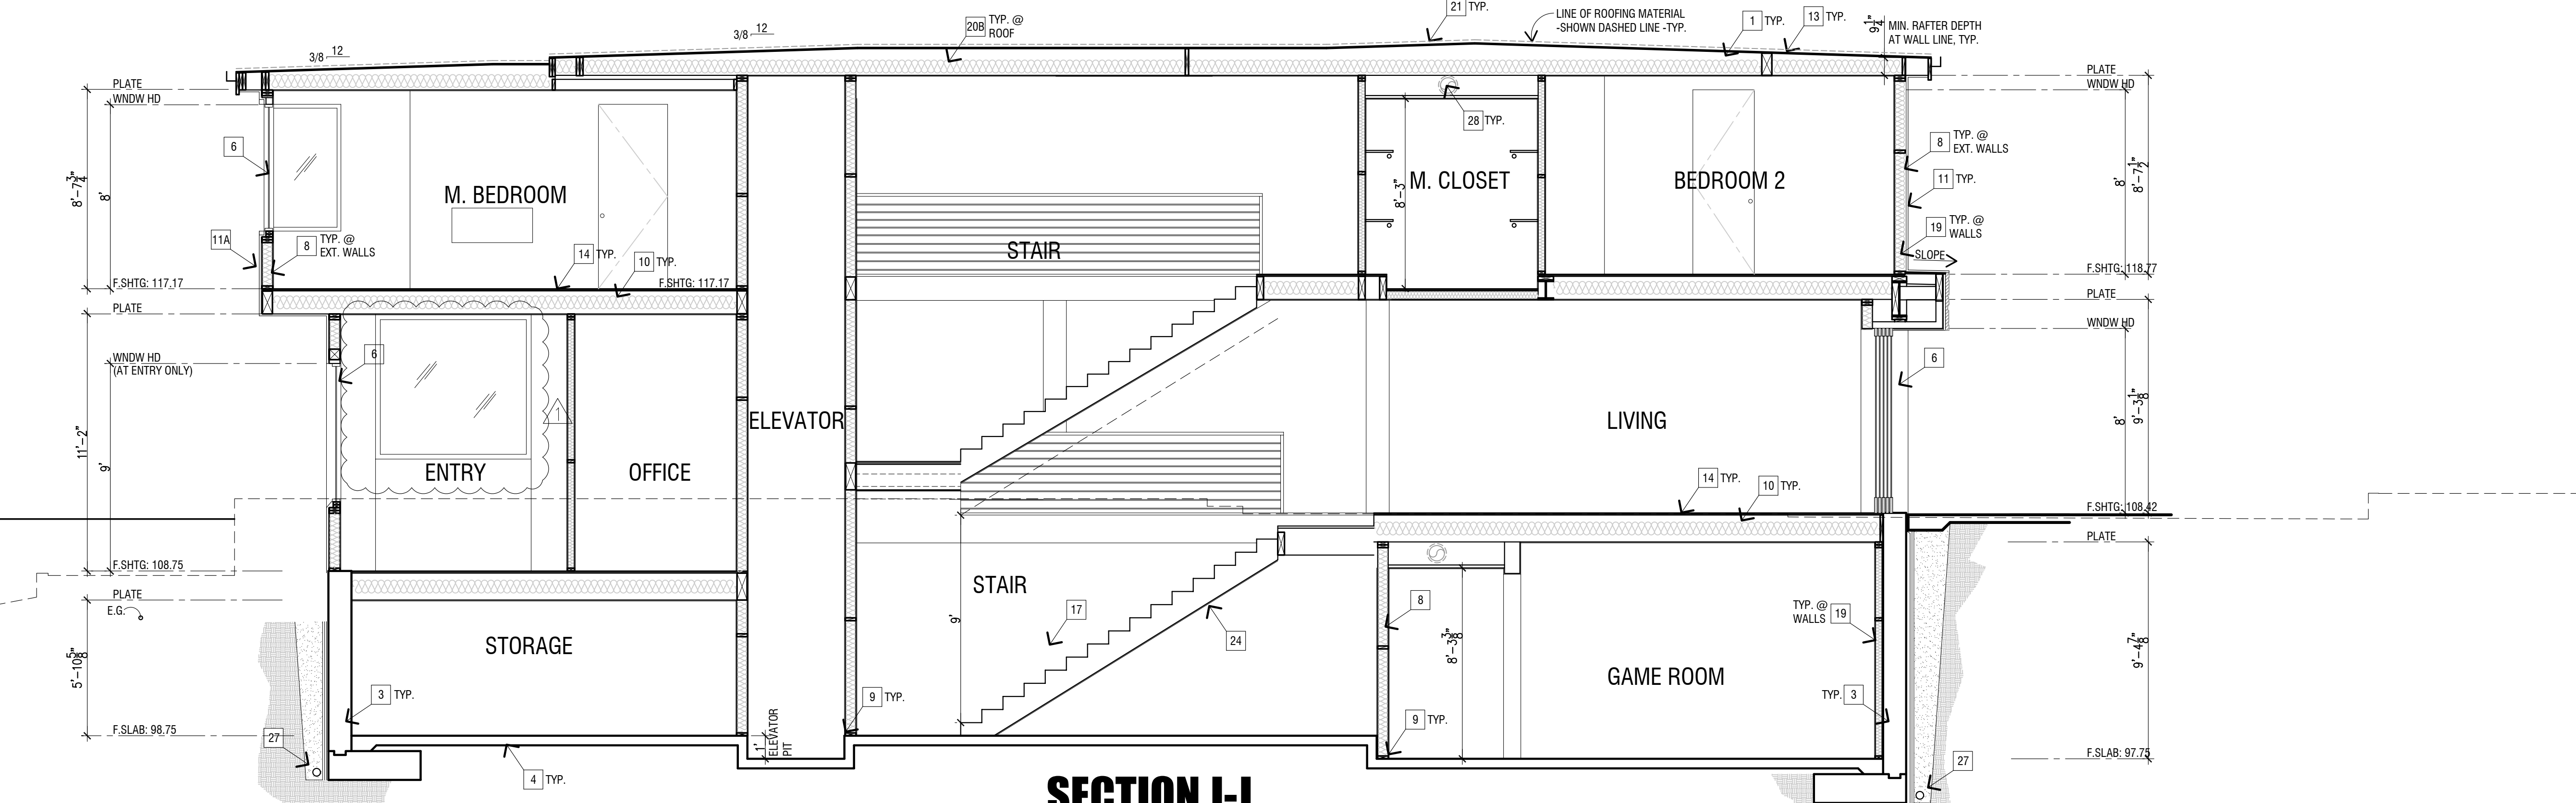 21 TYP.
LINE OF ROOFING MATERIAL
-SHOWN DASHED LINE -TYP.
1 TYP.
13 TYP.
9 1/4"
MIN. RAFTER DEPTH
AT WALL LINE, TYP.
20B TYP. @
ROOF
12
3/8
12
3/8
PLATE
WNDW HD
PLATE
WNDW HD
6
28 TYP.
8 TYP. @
EXT. WALLS
8'-7 3/4"
8'
M. BEDROOM
8'-3"
M. CLOSET
BEDROOM 2
11 TYP.
8'
8'-7 1/2"
11A
8 TYP. @
EXT. WALLS
14 TYP.
10 TYP.
STAIR
19 TYP. @
WALLS
SLOPE
F.SHTG: 117.17
F.SHTG: 117.17
F.SHTG: 118.77
PLATE
PLATE
WNDW HD
(AT ENTRY ONLY)
WNDW HD
6
6
1
11'-2"
9'
ENTRY
OFFICE
ELEVATOR
LIVING
8'
9'-3 1/8"
14 TYP.
10 TYP.
F.SHTG: 108.42
F.SHTG: 108.75
PLATE
PLATE
E.G.
STAIR
17
24
9'
8
8'-3 3/8"
TYP. @
WALLS 19
5'-10 5/8"
STORAGE
GAME ROOM
9'-4 7/8"
3 TYP.
9 TYP.
9 TYP.
TYP. 3
F.SLAB: 98.75
27
1'
ELEVATOR
PIT
F.SLAB: 97.75
27
4 TYP.
SECTION J-J